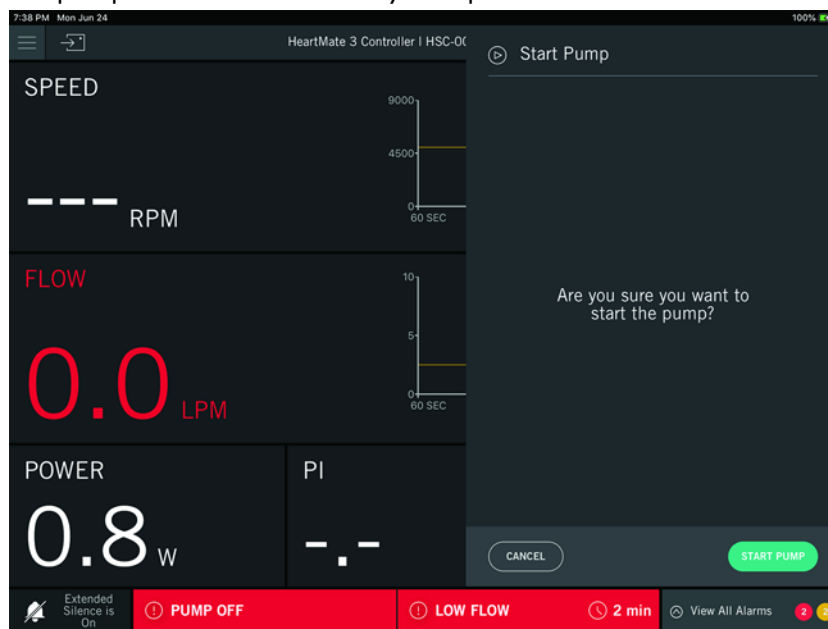 7:38 PM Mon Jun 24
100%
HeartMate 3 Controller | HSC-00
Start Pump
SPEED
9000
4500
0
60 SEC
--- RPM
FLOW
10
5
0
60 SEC
0.0 LPM
Are you sure you want to
start the pump?
POWER
0.8 W
PI
-.-
CANCEL
START PUMP
Extended
Silence is
On
PUMP OFF
LOW FLOW
2 min
View All Alarms
2
2